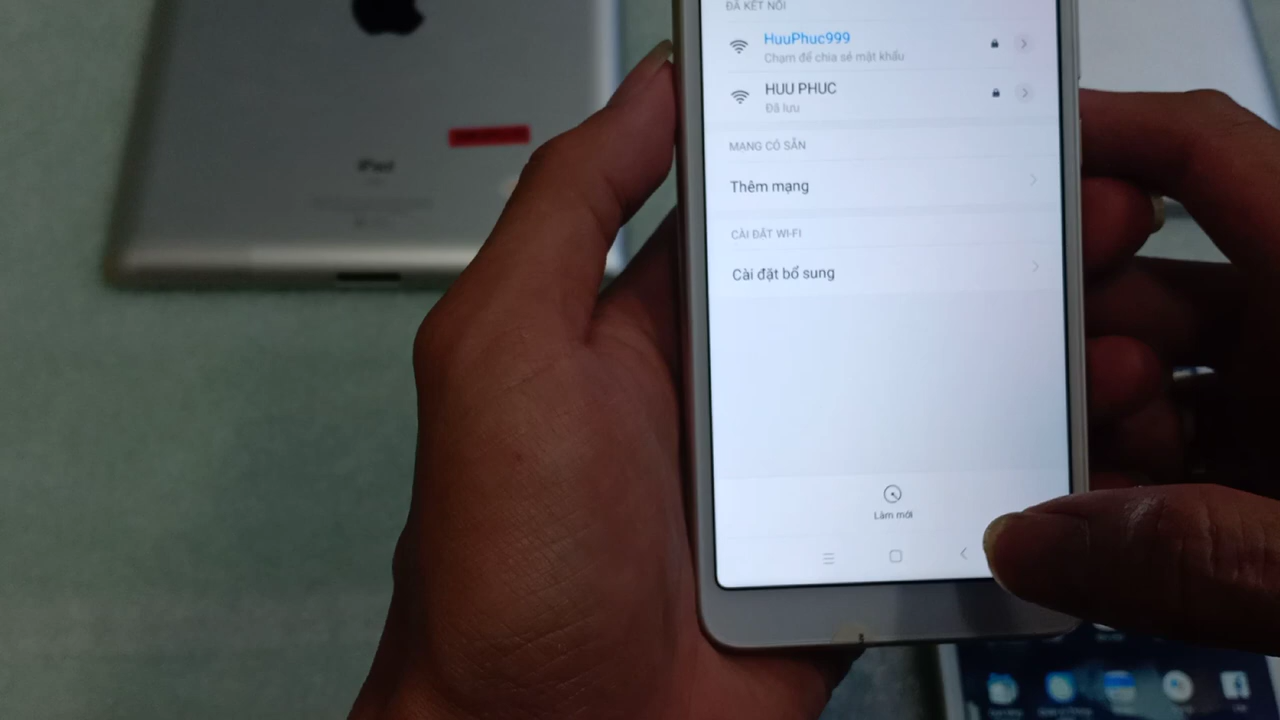 ĐÃ KẾT NỐI
HuuPhuc999
Chạm để chia sẻ mật khẩu
HUU PHUC
Đã lưu
MẠNG CÓ SẴN
Thêm mạng
CÀI ĐẶT WI-FI
Cài đặt bổ sung
Làm mới
iPad